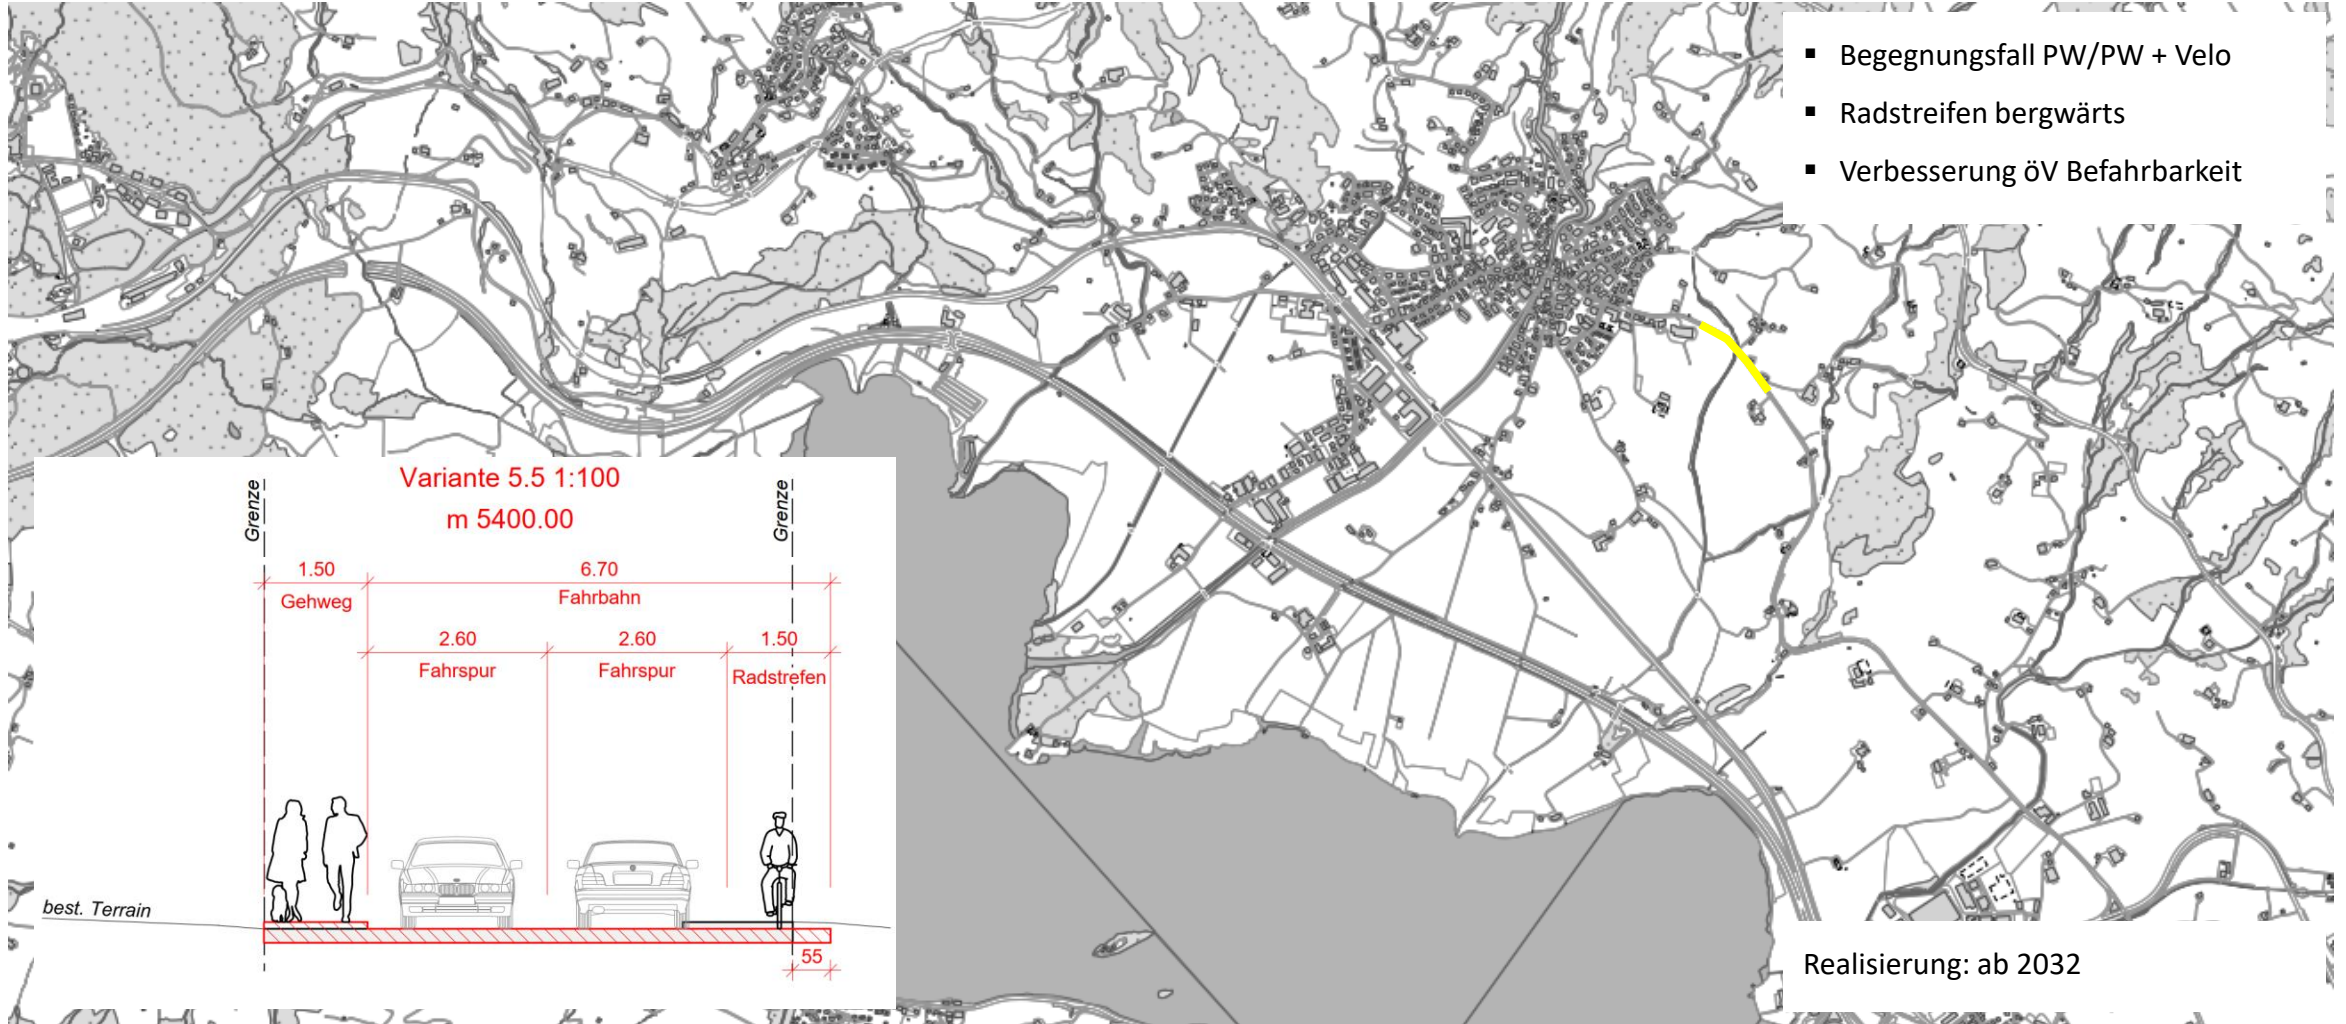 ▪ Begegnungsfall PW/PW + Velo
▪ Radstreifen bergwärts
▪ Verbesserung öV Befahrbarkeit
Variante 5.5 1:100
m 5400.00
Grenze
Grenze
1.50
6.70
Gehweg
Fahrbahn
2.60
2.60
1.50
Fahrspur
Fahrspur
Radstrefen
best. Terrain
55
Realisierung: ab 2032